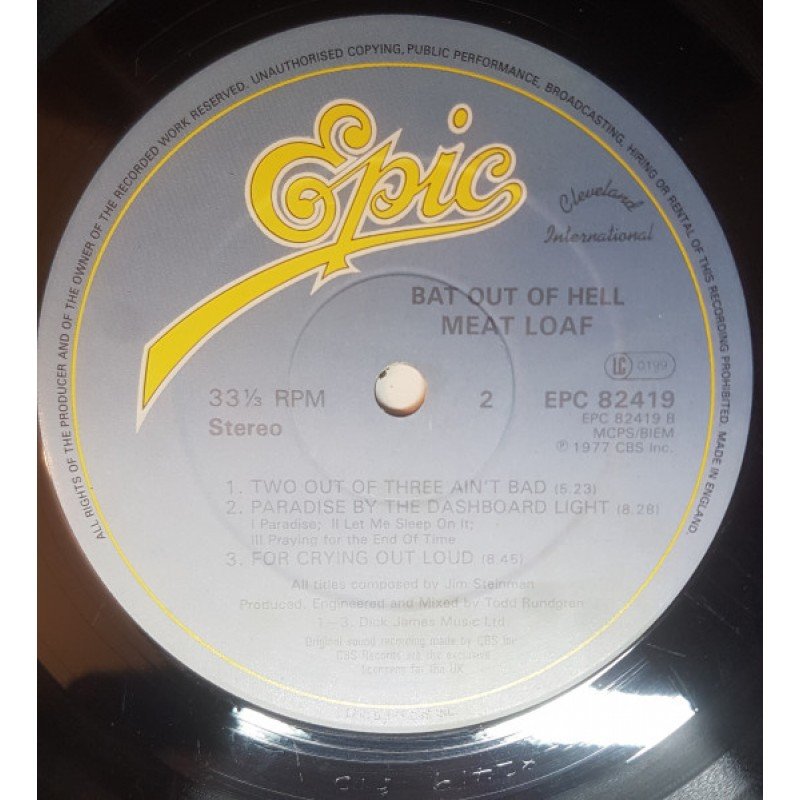 ALL RIGHTS OF THE PRODUCER AND OF THE OWNER OF THE RECORDED WORK RESERVED. UNAUTHORISED COPYING, PUBLIC PERFORMANCE, BROADCASTING, HIRING OR RENTAL OF THIS RECORDING PROHIBITED. MADE IN ENGLAND
Epic
Cleveland
International
BAT OUT OF HELL
MEAT LOAF
LC 0199
33⅓ RPM 2 EPC 82419
Stereo EPC 82419 B
MCPS/BIEM
℗ 1977 CBS Inc.
1. TWO OUT OF THREE AIN'T BAD (5.23)
2. PARADISE BY THE DASHBOARD LIGHT (8.28)
I Paradise; II Let Me Sleep On It;
III Praying for the End Of Time
3. FOR CRYING OUT LOUD (8.45)
All titles composed by Jim Steinman
Produced, Engineered and Mixed by Todd Rundgren
1-3. Dick James Music Ltd
Original sound recording made by CBS Inc
CBS Records are the exclusive
licensees for the UK